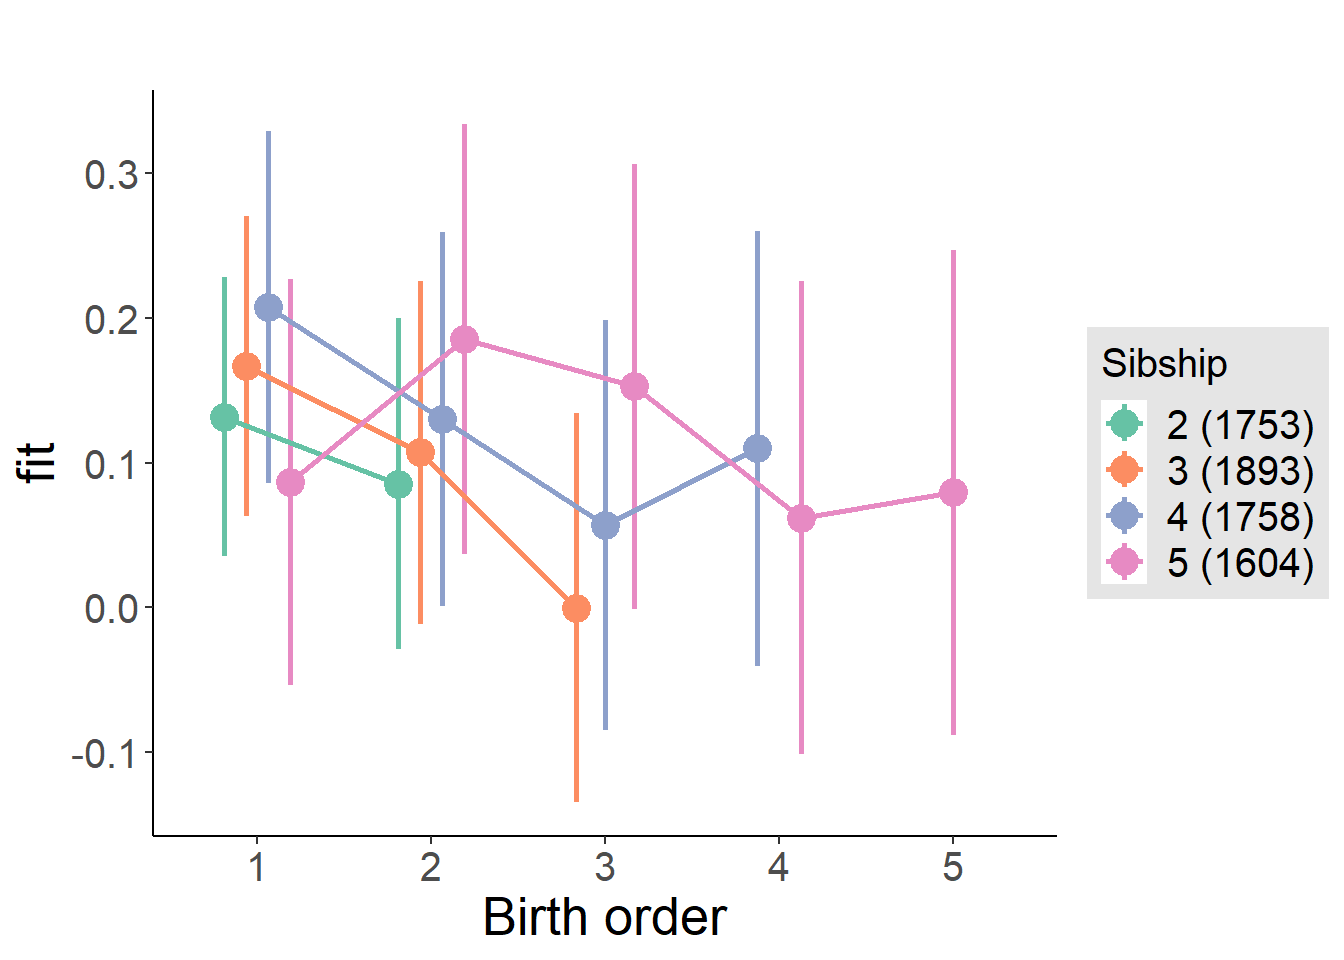 0.3
0.2
0.1
0.0
-0.1
fit
1 2 3 4 5
Birth order
Sibship
2 (1753)
3 (1893)
4 (1758)
5 (1604)